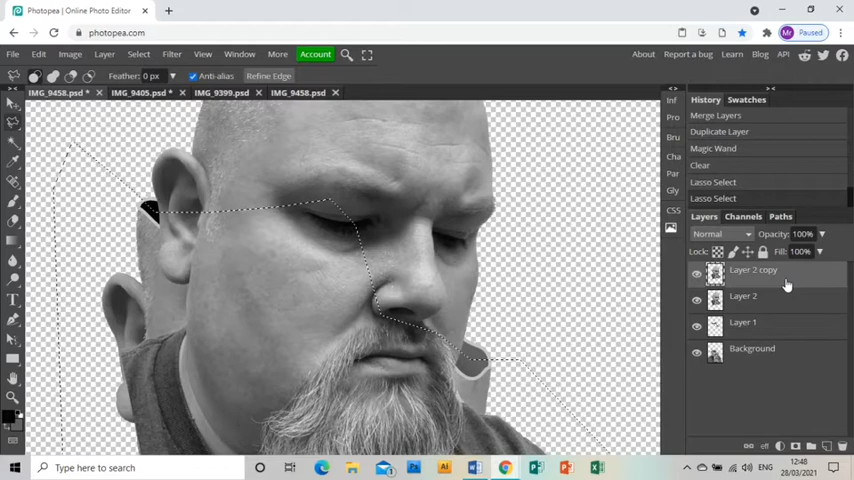 Photopea | Online Photo Editor
photopea.com
Mr Paused
File Edit Image Layer Select Filter View Window More Account About Report a bug Learn Blog API
Feather: 0 px Anti-alias Refine Edge
IMG_9458.psd * IMG_9405.psd * IMG_9399.psd IMG_9458.psd
Inf
Pro
Bru
Cha
Par
Gly
CSS
History Swatches
Merge Layers
Duplicate Layer
Magic Wand
Clear
Lasso Select
Lasso Select
Layers Channels Paths
Normal Opacity: 100%
Lock: Fill: 100%
Layer 2 copy
Layer 2
Layer 1
Background
eff
Type here to search
ENG
12:48
28/03/2021